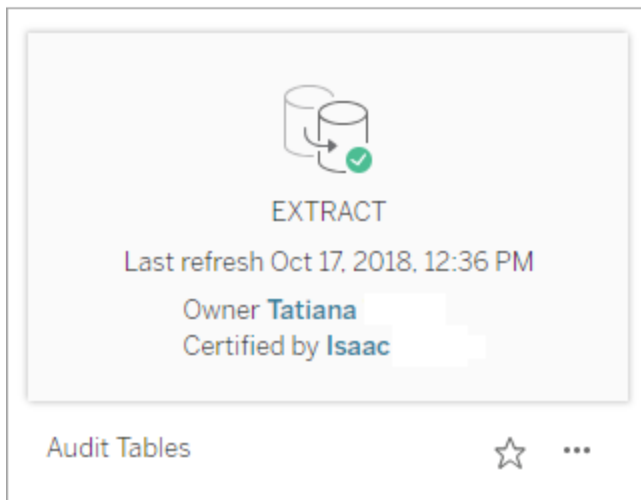 EXTRACT
Last refresh Oct 17, 2018, 12:36 PM
Owner Tatiana
Certified by Isaac
Audit Tables